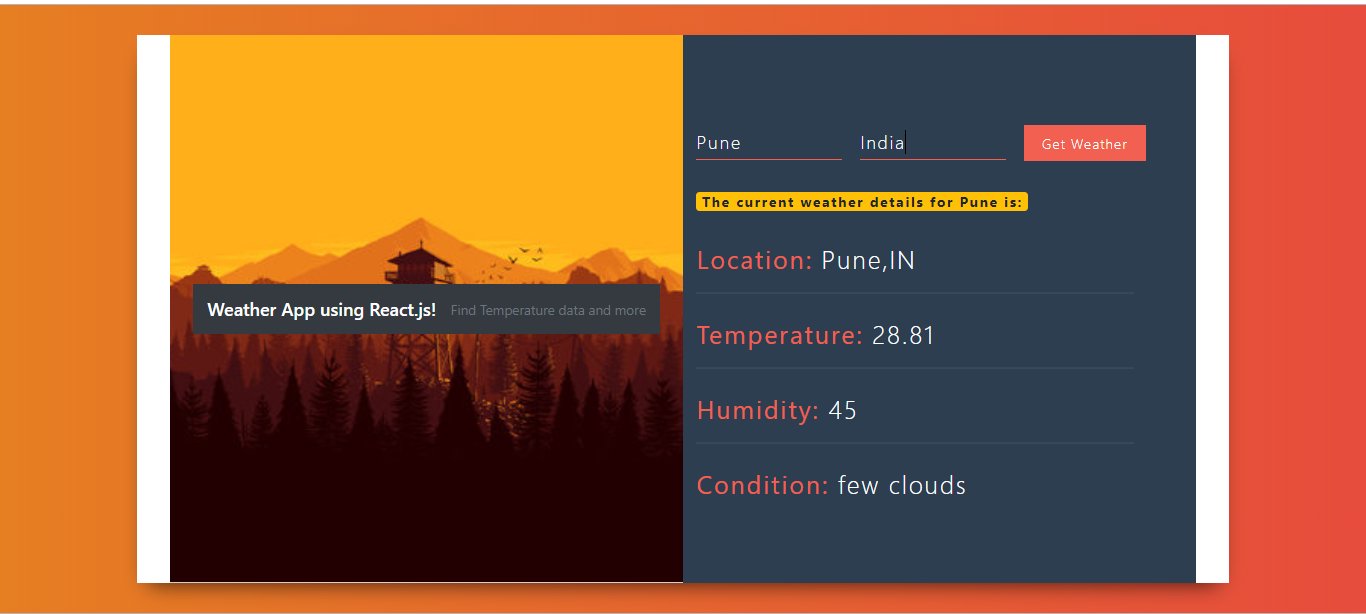 Weather App using React.js! Find Temperature data and more
Pune India Get Weather
The current weather details for Pune is:
Location: Pune,IN
Temperature: 28.81
Humidity: 45
Condition: few clouds